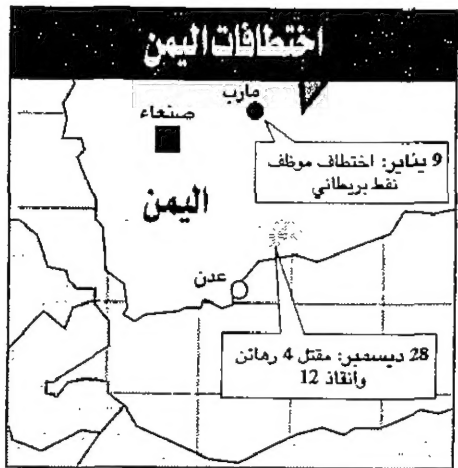 اختطافات اليمن
مارب
صنعاء
9 يناير: اختطاف موظف
نفط بريطاني
اليمن
عدن
28 ديسمبر: مقتل 4 رهائن
وانقاذ 12